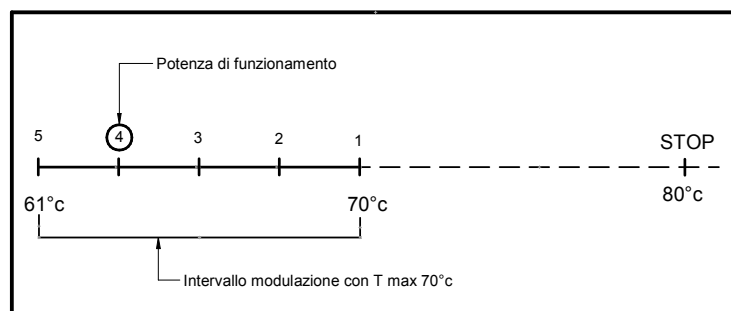 Potenza di funzionamento
5 4 3 2 1 STOP
61°c 70°c 80°c
Intervallo modulazione con T max 70°c